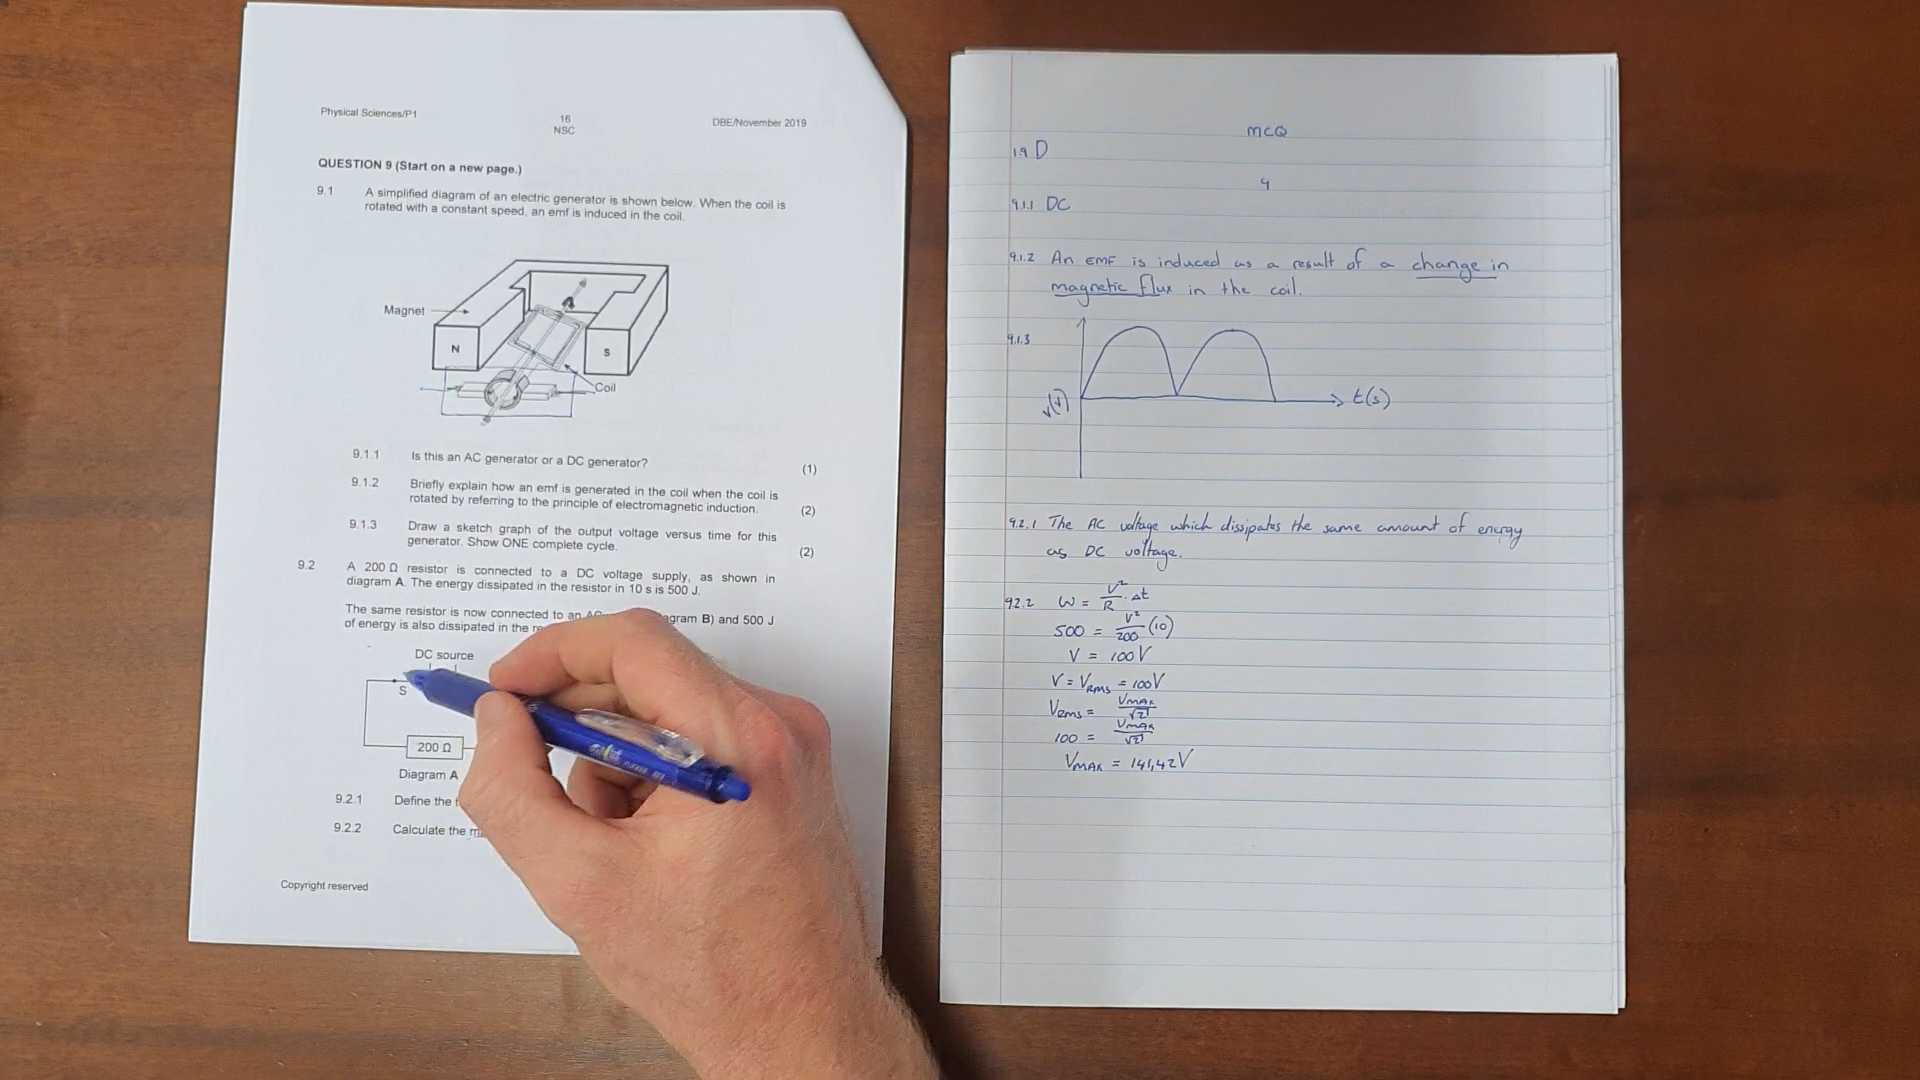 Physical Sciences/P1
16
NSC
DBE/November 2019
QUESTION 9 (Start on a new page.)
9.1 A simplified diagram of an electric generator is shown below. When the coil is
rotated with a constant speed, an emf is induced in the coil.
Magnet
N
S
Coil
9.1.1 Is this an AC generator or a DC generator? (1)
9.1.2 Briefly explain how an emf is generated in the coil when the coil is
rotated by referring to the principle of electromagnetic induction. (2)
9.1.3 Draw a sketch graph of the output voltage versus time for this
generator. Show ONE complete cycle. (2)
9.2 A 200 Ω resistor is connected to a DC voltage supply, as shown in
diagram A. The energy dissipated in the resistor in 10 s is 500 J.
The same resistor is now connected to an B) and 500 J
of energy is also dissipated in the
DC source
S
200 Ω
Diagram A
9.2.1 Define the
9.2.2 Calculate the
Copyright reserved
MCQ
1.9 D
4
9.1.1 DC
9.1.2 An EMF is induced as a result of a change in
magnetic flux in the coil.
9.1.3
V(V)
t(s)
9.2.1 The AC voltage which dissipates the same amount of energy
as DC voltage.
9.2.2 W = V²/R · Δt
500 = V²/200 (10)
V = 100V
V = VRMS = 100V
VRMS = VMAX/√2
100 = VMAX/√2
VMAX = 141,42V